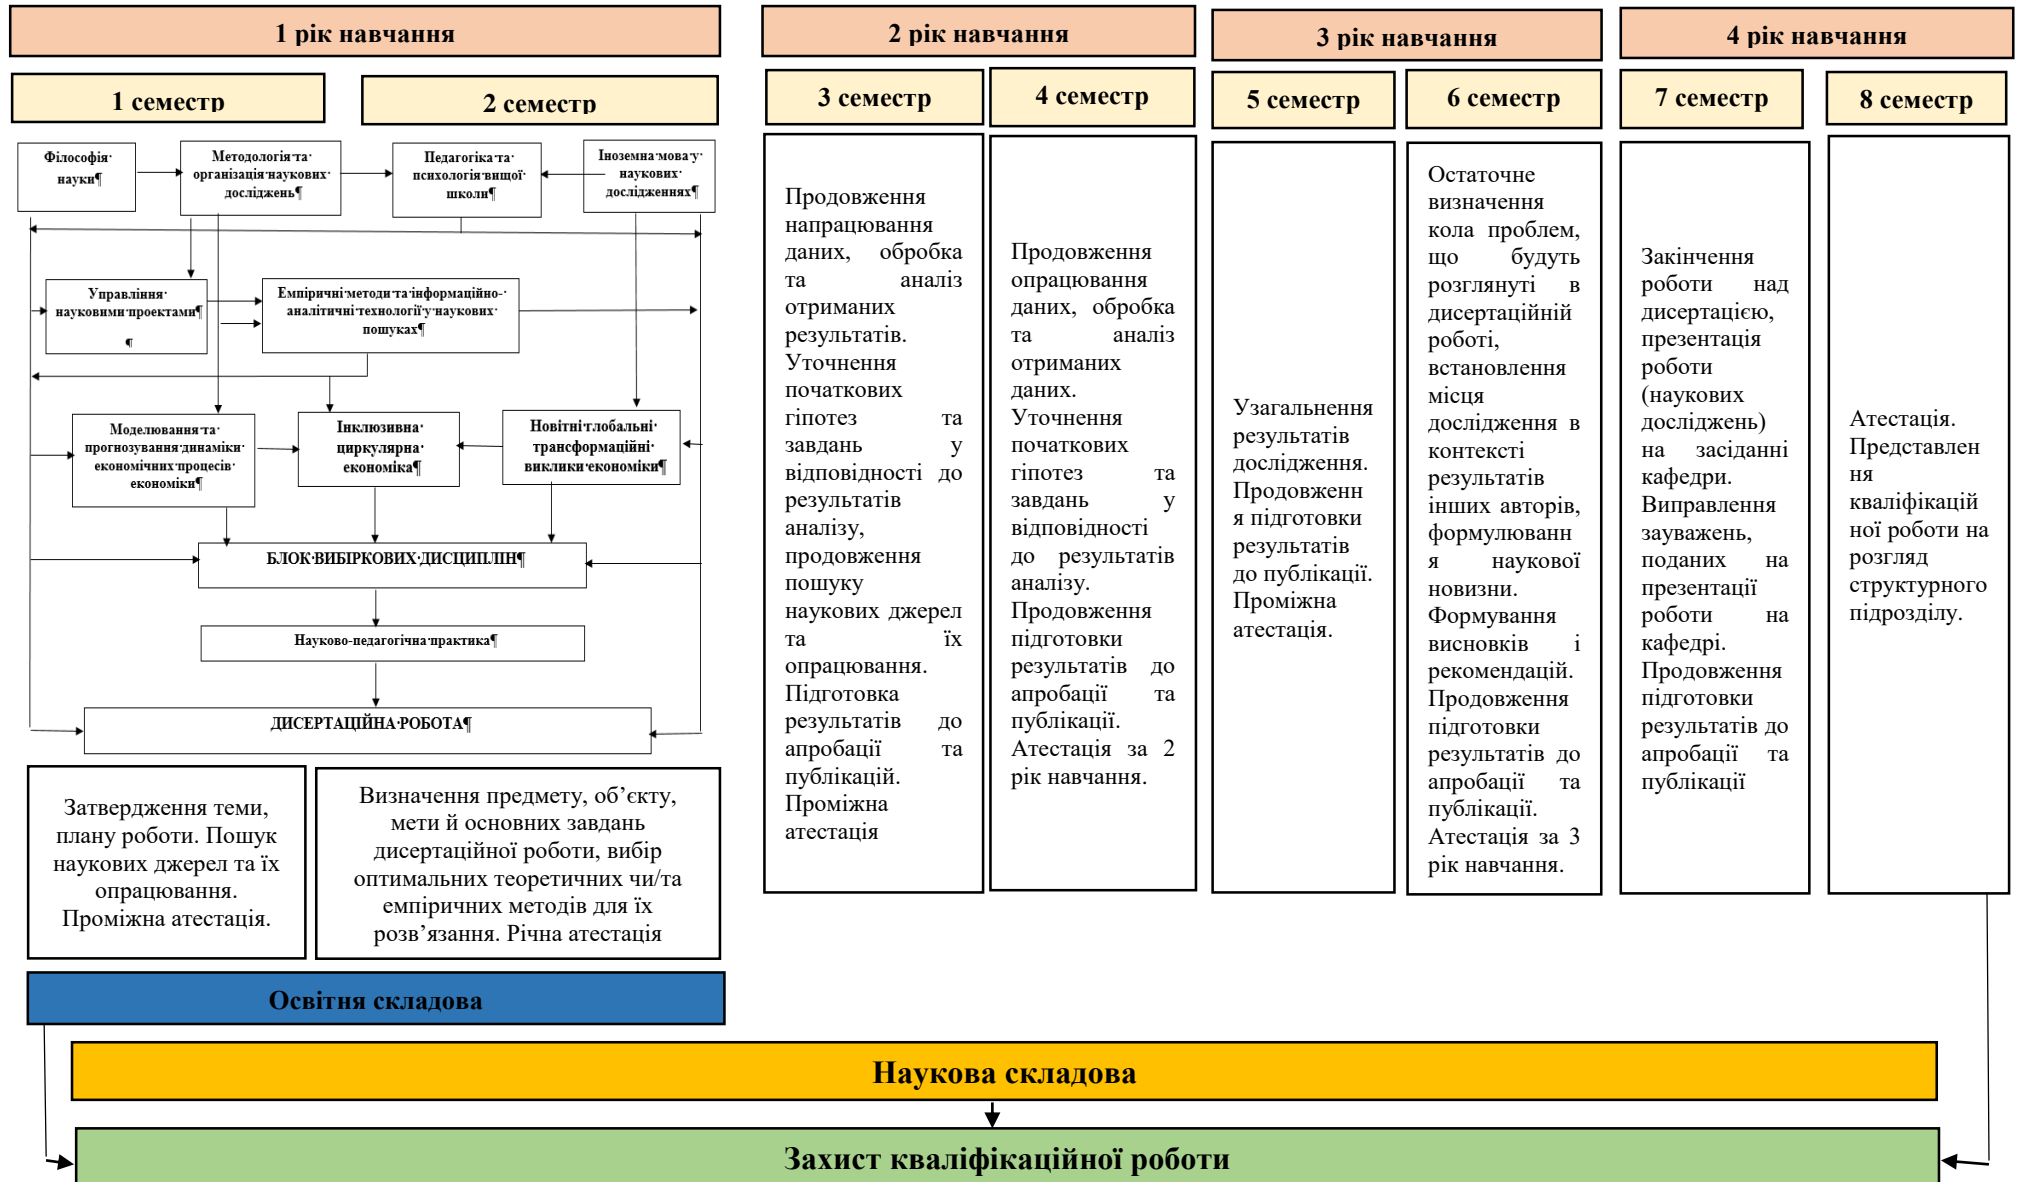 1 рік навчання
2 рік навчання
3 рік навчання
4 рік навчання
1 семестр
2 семестр
3 семестр
4 семестр
5 семестр
6 семестр
7 семестр
8 семестр
Філософія·
науки¶
Методологія·та·
організація·наукових·
досліджень¶
Педагогіка·та·
психологія·вищої·
школи¶
Іноземна·мова·у·
наукових·
дослідженнях¶
Управління·
науковими·проектами¶
¶
Емпіричні·методи·та·інформаційно-·
аналітичні·технології·у·наукових·
пошуках¶
Моделювання·та·
прогнозування·динаміки·
економічних·процесів·
економіки¶
Інклюзивна·
циркулярна·
економіка¶
Новітні·глобальні·
трансформаційні·
виклики·економіки¶
БЛОК·ВИБІРКОВИХ·ДИСЦИПЛІН¶
Науково-педагогічна·практика¶
ДИСЕРТАЦІЙНА·РОБОТА¶
Затвердження теми,
плану роботи. Пошук
наукових джерел та їх
опрацювання.
Проміжна атестація.
Визначення предмету, об’єкту,
мети й основних завдань
дисертаційної роботи, вибір
оптимальних теоретичних чи/та
емпіричних методів для їх
розв’язання. Річна атестація
Продовження
напрацювання
даних, обробка
та аналіз
отриманих
результатів.
Уточнення
початкових
гіпотез та
завдань у
відповідності до
результатів
аналізу,
продовження
пошуку
наукових джерел
та їх
опрацювання.
Підготовка
результатів до
апробації та
публікацій.
Проміжна
атестація
Продовження
опрацювання
даних, обробка
та аналіз
отриманих
даних.
Уточнення
початкових
гіпотез та
завдань у
відповідності
до результатів
аналізу.
Продовження
підготовки
результатів до
апробації та
публікації.
Атестація за 2
рік навчання.
Узагальнення
результатів
дослідження.
Продовженн
я підготовки
результатів
до публікації.
Проміжна
атестація.
Остаточне
визначення
кола проблем,
що будуть
розглянуті в
дисертаційній
роботі,
встановлення
місця
дослідження в
контексті
результатів
інших авторів,
формулюванн
я наукової
новизни.
Формування
висновків і
рекомендацій.
Продовження
підготовки
результатів до
апробації та
публікації.
Атестація за 3
рік навчання.
Закінчення
роботи над
дисертацією,
презентація
роботи
(наукових
досліджень)
на засіданні
кафедри.
Виправлення
зауважень,
поданих на
презентації
роботи на
кафедрі.
Продовження
підготовки
результатів до
апробації та
публікації
Атестація.
Представлен
ня
кваліфікацій
ної роботи на
розгляд
структурного
підрозділу.
Освітня складова
Наукова складова
Захист кваліфікаційної роботи